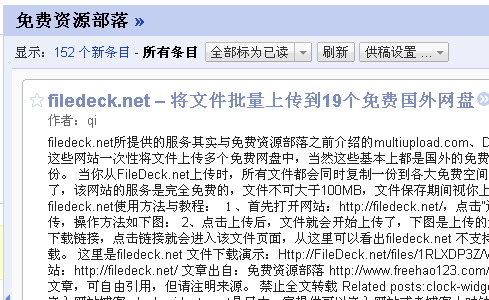 免费资源部落 »
显示: 152 个新条目 - 所有条目 全部标为已读 刷新 供稿设置 ...
filedeck.net – 将文件批量上传到19个免费国外网盘
作者: qi
filedeck.net所提供的服务其实与免费资源部落之前介绍的multiupload.com、
这些网站一次性将文件上传多个免费网盘中，当然这些基本上都是国外的免费
份。 当你从FileDeck.net上传时，所有文件都会同时复制一份到各大免费空间
了，该网站的服务是完全免费的，文件不可大于100MB，文件保存期间视你上
filedeck.net使用方法与教程： 1 、首先打开网站：http://filedeck.net/，点击
传，操作方法如下图： 2、点击上传后，文件就会开始上传了，下图是上传的
下载链接，点击链接就会进入该文件页面，从这里可以看出filedeck.net 不支持
载。 这里是filedeck.net 文件下载演示：Http://FileDeck.net/files/1RLXDP3Z/
站：http://filedeck.net/ 文章出自：免费资源部落 http://www.freehao123.com/
文章，可自由引用，但请注明来源。 禁止全文转载 Related posts:clock-widg